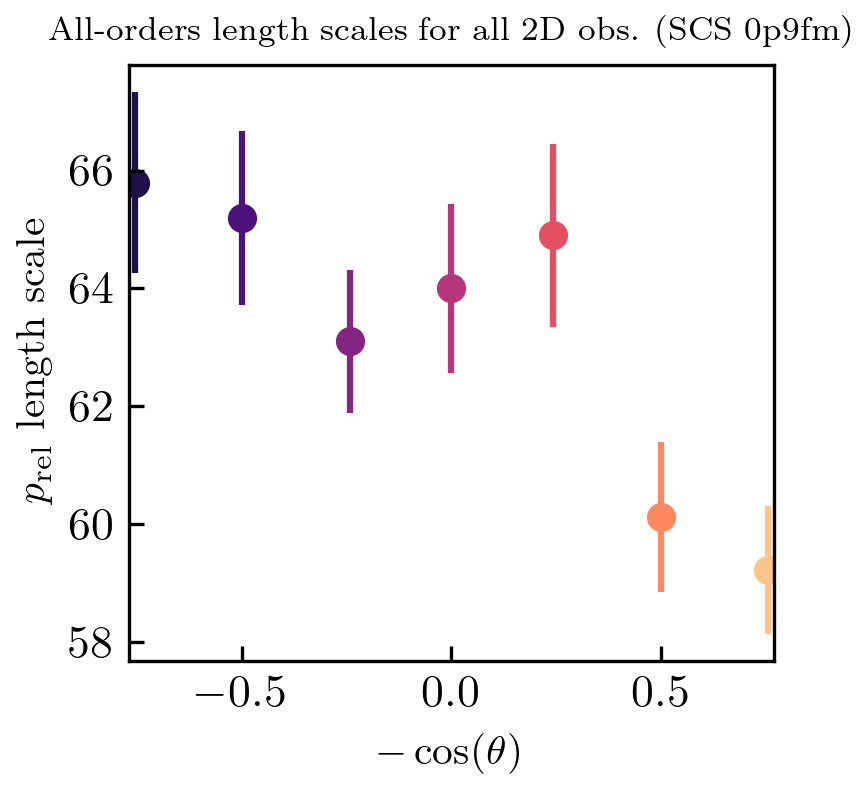 All-orders length scales for all 2D obs. (SCS 0p9fm)
66
64
62
60
58
p_rel length scale
−0.5 0.0 0.5
− cos(θ)